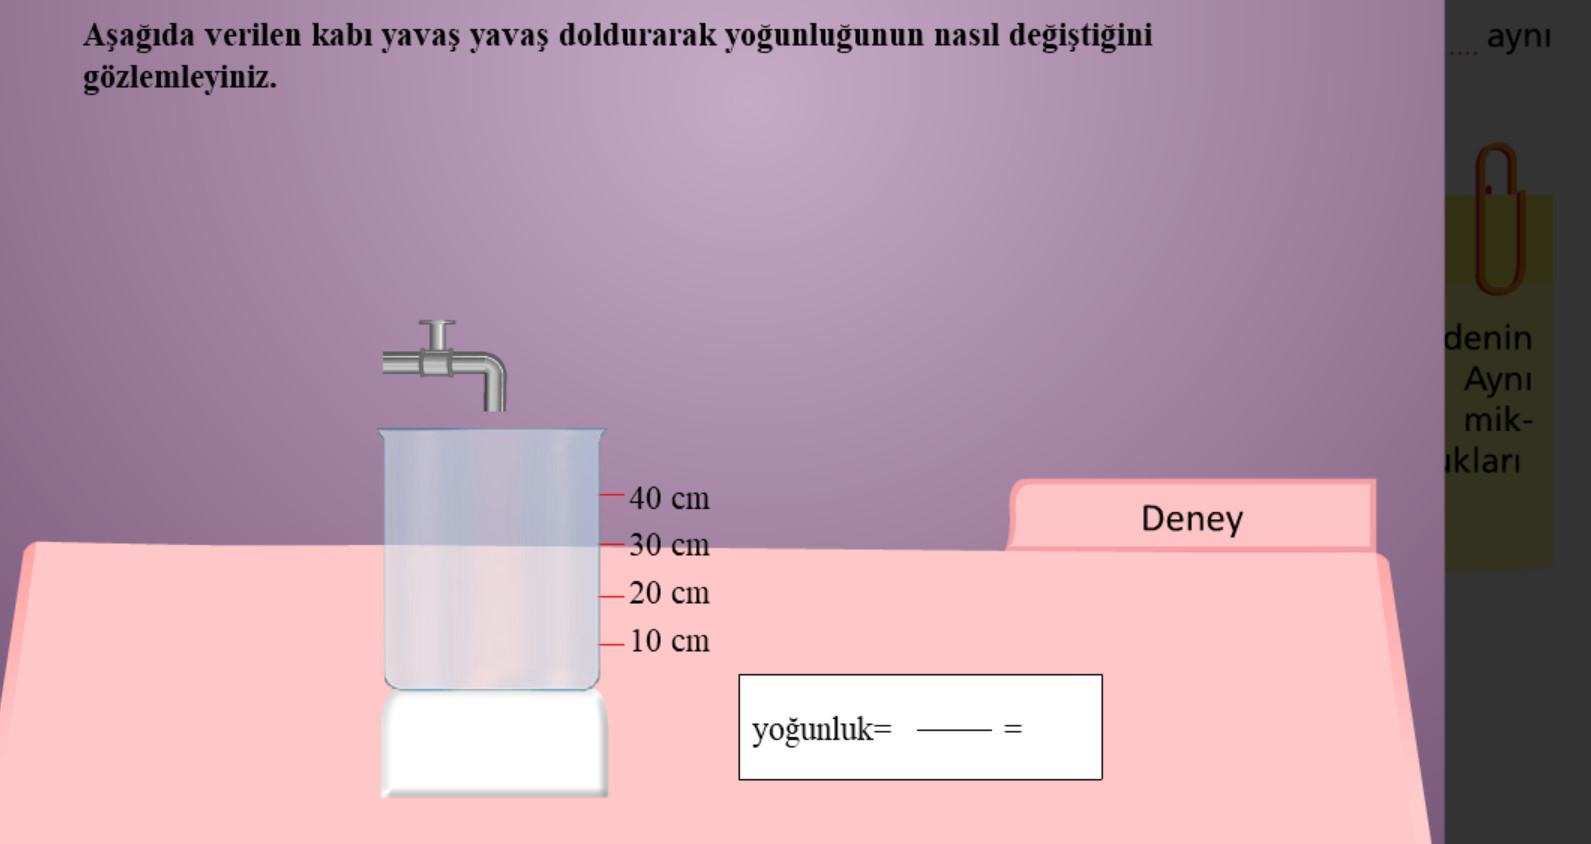 Aşağıda verilen kabı yavaş yavaş doldurarak yoğunluğunun nasıl değiştiğini
gözlemleyiniz.
.... aynı
denin
Aynı
mik-
ukları
40 cm
30 cm
20 cm
10 cm
Deney
yoğunluk= =